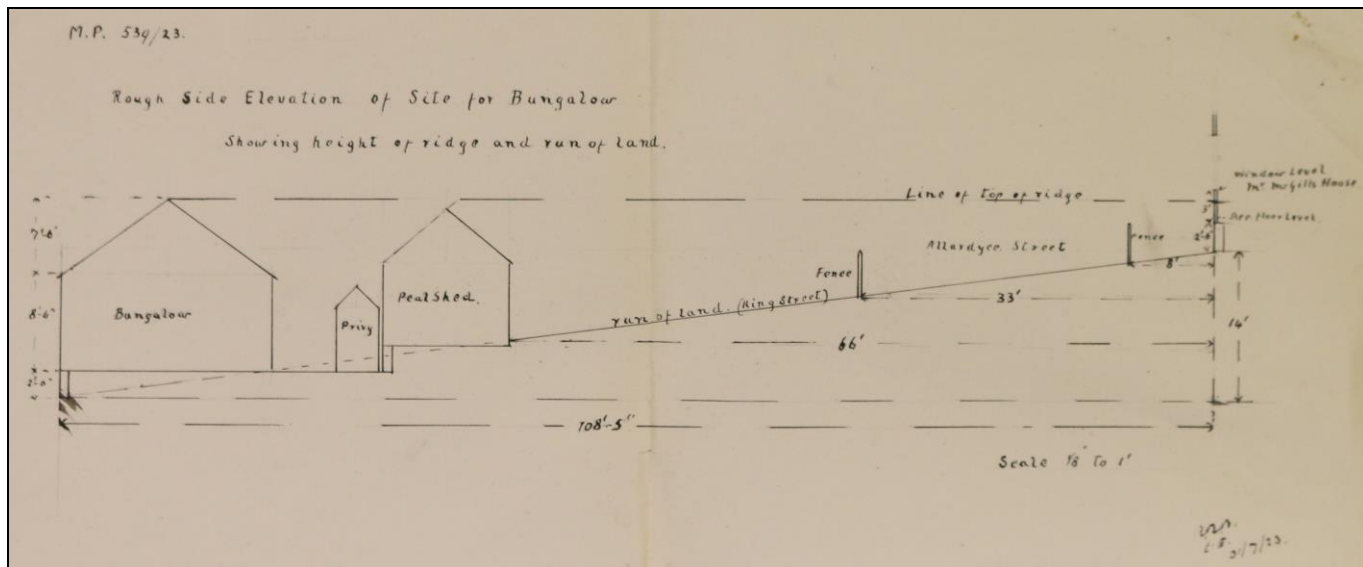 M.P. 539/23.
Rough Side Elevation of Site for Bungalow
Showing height of ridge and run of land.
Window Level
Mr McGills House
Line of top of ridge
3'
Floor Level
7'-0"
Fence
2'-6"
Allardyce Street
8'
Fence
Peat Shed.
Bungalow
Privy
8'-6"
run of land. (King Street)
33'
14'
66'
2'-0"
108'-5"
Scale 1/8" to 1'
31/7/23.